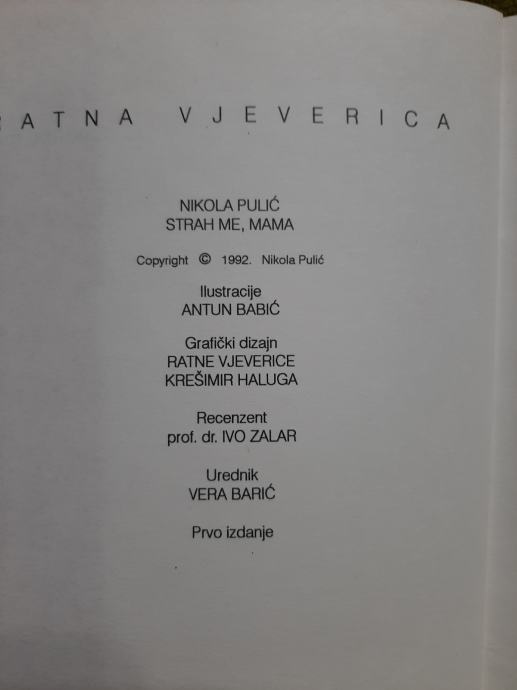 RATNA VJEVERICA
NIKOLA PULIĆ
STRAH ME, MAMA
Copyright © 1992. Nikola Pulić
Ilustracije
ANTUN BABIĆ
Grafički dizajn
RATNE VJEVERICE
KREŠIMIR HALUGA
Recenzent
prof. dr. IVO ZALAR
Urednik
VERA BARIĆ
Prvo izdanje